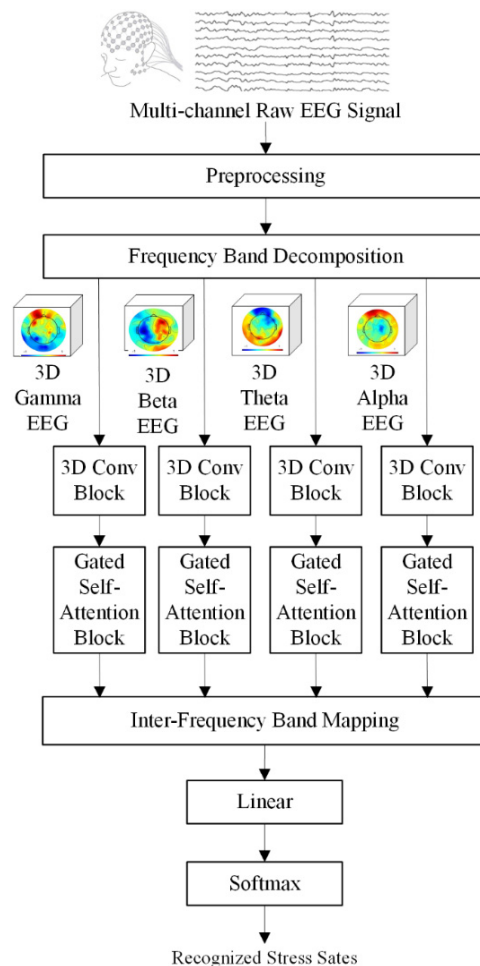 Multi-channel Raw EEG Signal
Preprocessing
Frequency Band Decomposition
3D
Gamma
EEG
3D
Beta
EEG
3D
Theta
EEG
3D
Alpha
EEG
3D Conv
Block
3D Conv
Block
3D Conv
Block
3D Conv
Block
Gated
Self-
Attention
Block
Gated
Self-
Attention
Block
Gated
Self-
Attention
Block
Gated
Self-
Attention
Block
Inter-Frequency Band Mapping
Linear
Softmax
Recognized Stress Sates